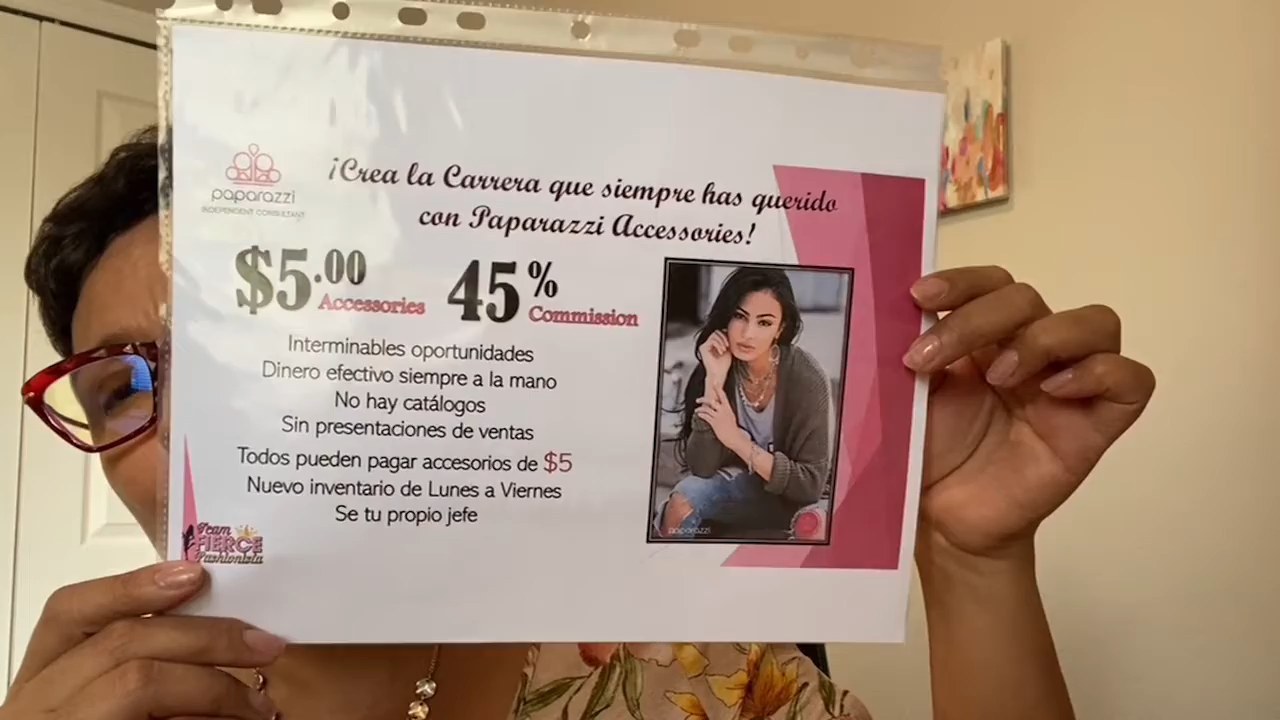 paparazzi
INDEPENDENT CONSULTANT
¡Crea la Carrera que siempre has querido
con Paparazzi Accessories!
$5.00 Accessories 45% Commission
Interminables oportunidades
Dinero efectivo siempre a la mano
No hay catálogos
Sin presentaciones de ventas
Todos pueden pagar accesorios de $5
Nuevo inventario de Lunes a Viernes
Se tu propio jefe
Team
FIERCE
Fashionista
paparazzi